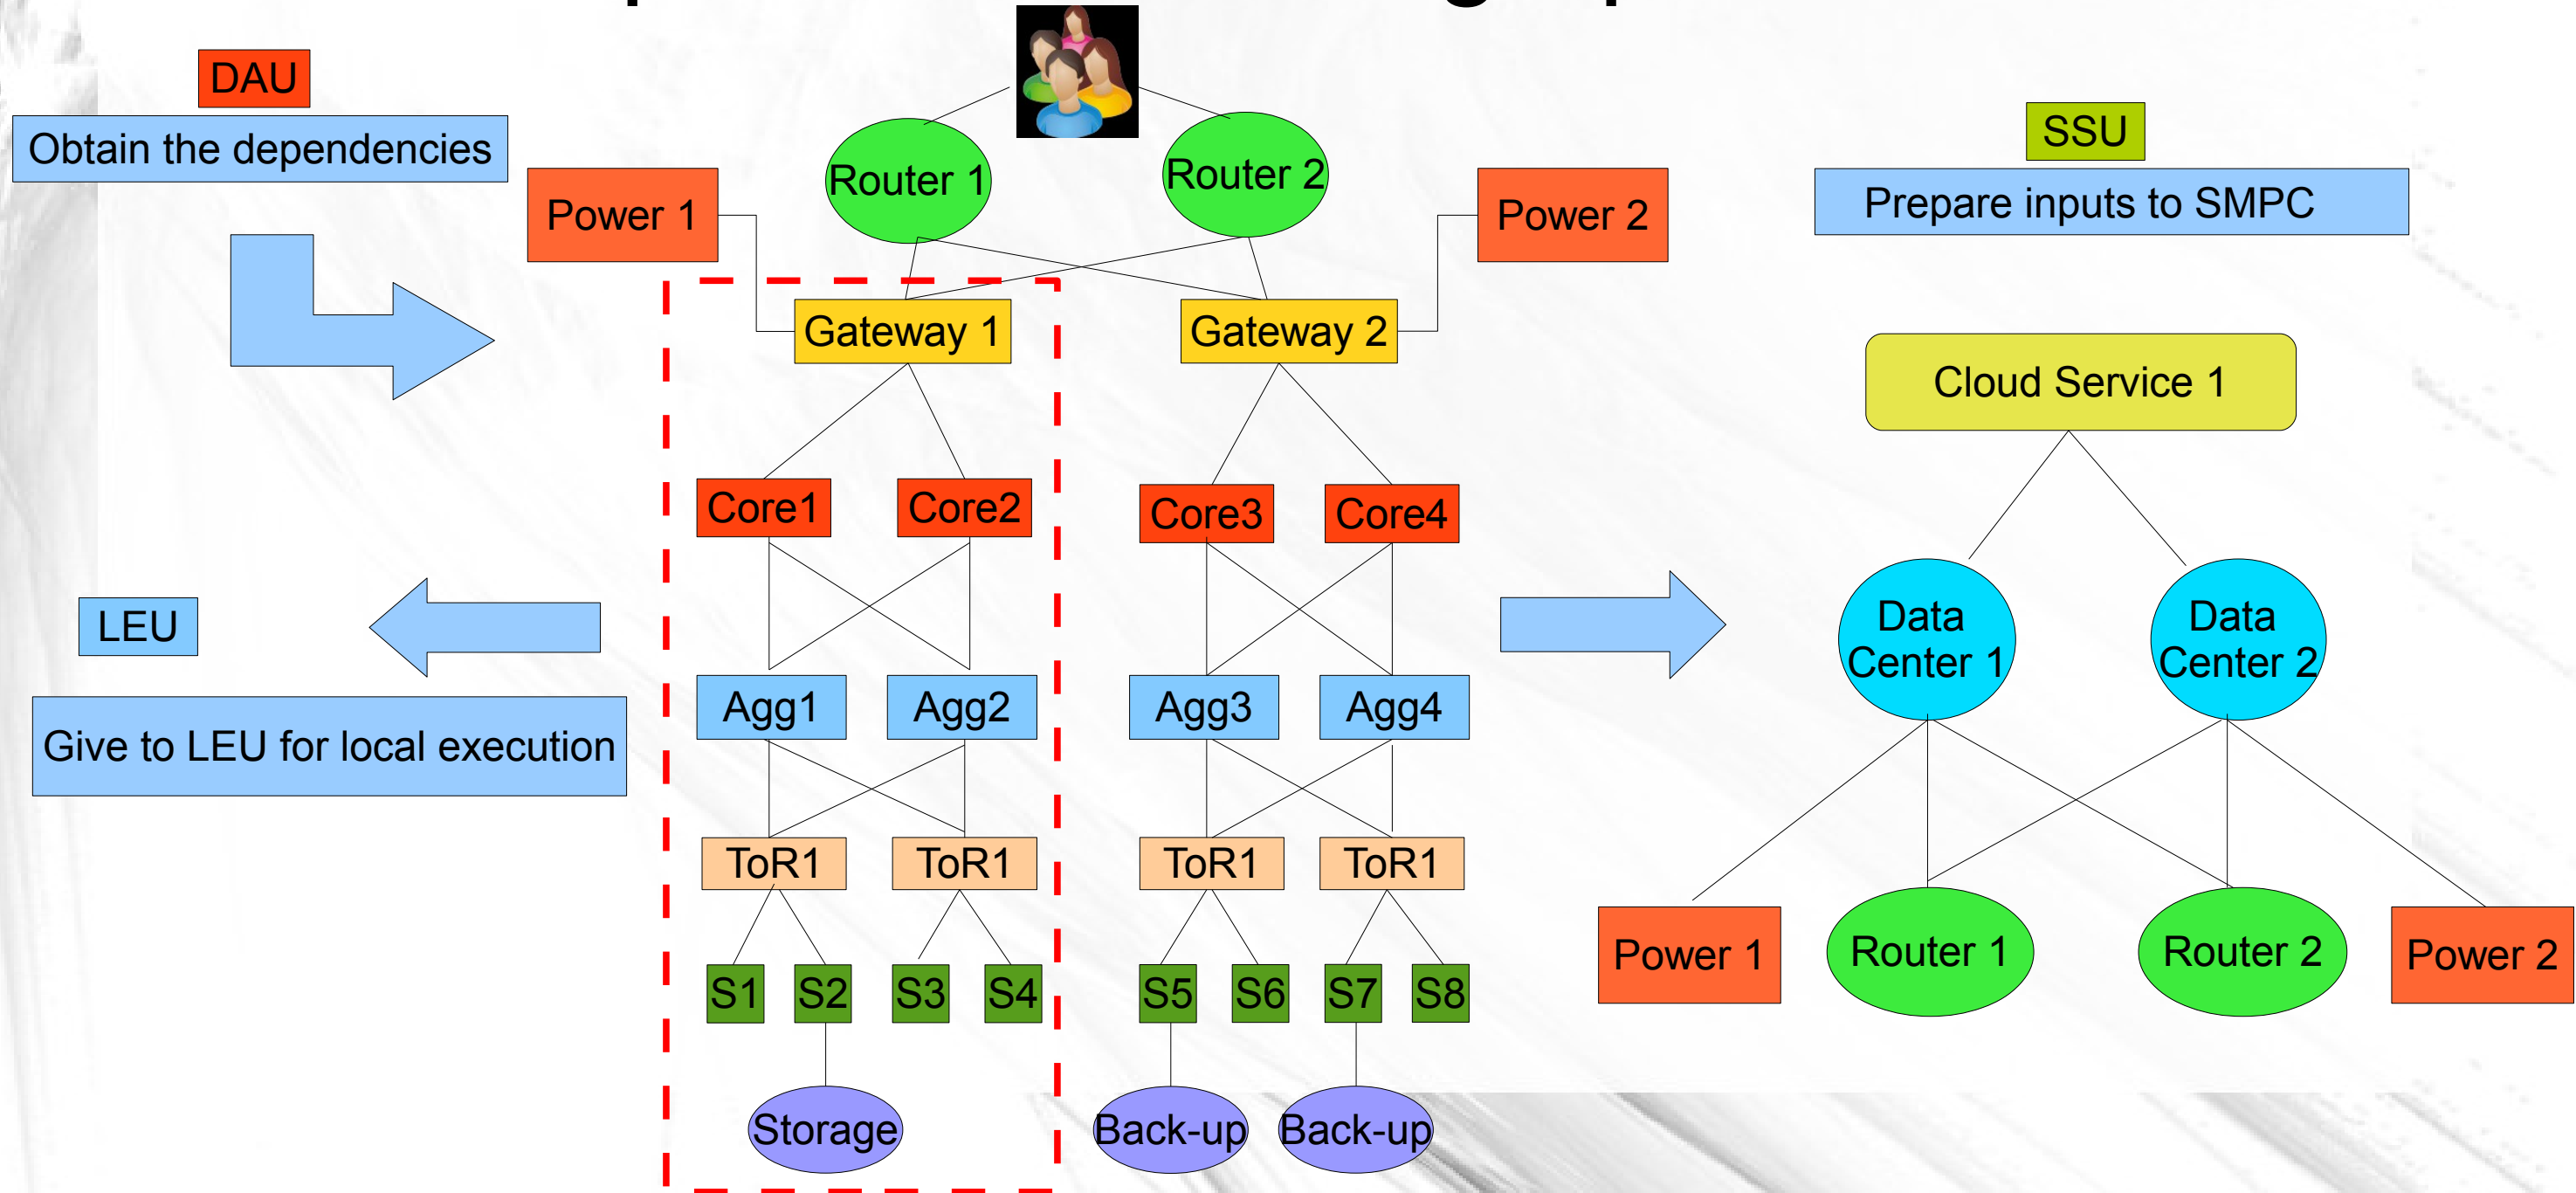 DAU
Obtain the dependencies
Router 1
Router 2
Power 1
Power 2
Gateway 1
Gateway 2
Core1
Core2
Core3
Core4
LEU
Give to LEU for local execution
Agg1
Agg2
Agg3
Agg4
ToR1
ToR1
ToR1
ToR1
S1
S2
S3
S4
S5
S6
S7
S8
Storage
Back-up
Back-up
SSU
Prepare inputs to SMPC
Cloud Service 1
Data
Center 1
Data
Center 2
Power 1
Router 1
Router 2
Power 2